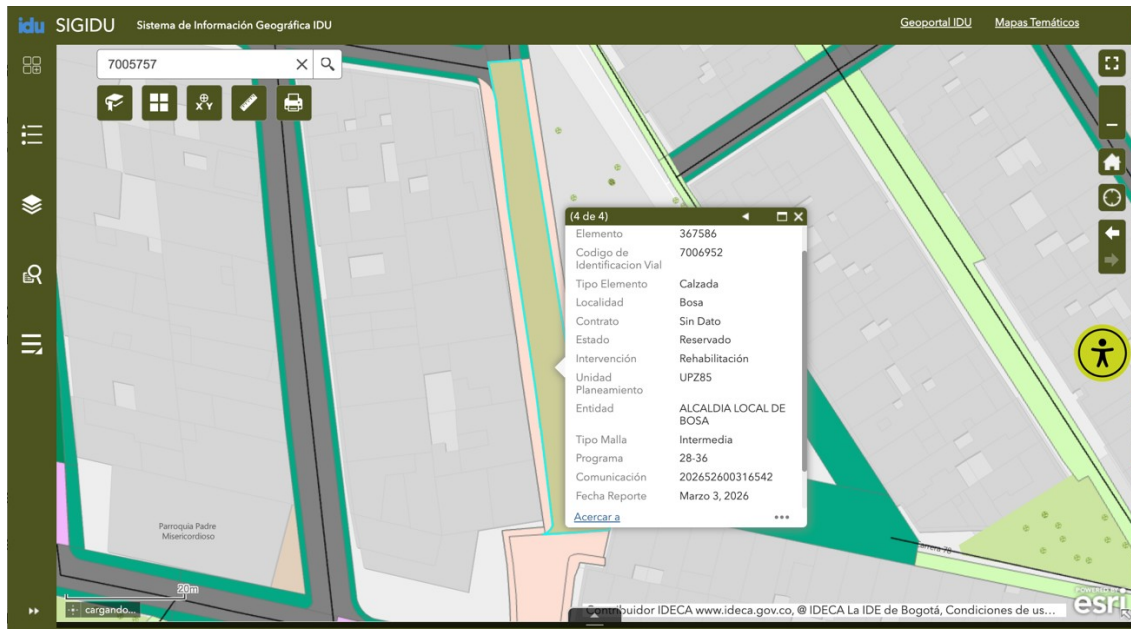 idu SIGIDU Sistema de Información Geográfica IDU
Geoportal IDU Mapas Temáticos
7005757
(4 de 4)
Elemento 367586
Codigo de Identificacion Vial 7006952
Tipo Elemento Calzada
Localidad Bosa
Contrato Sin Dato
Estado Reservado
Intervención Rehabilitación
Unidad Planeamiento UPZ85
Entidad ALCALDIA LOCAL DE BOSA
Tipo Malla Intermedia
Programa 28-36
Comunicación 202652600316542
Fecha Reporte Marzo 3, 2026
Acercar a
Parroquia Padre
Misericordioso
20m
cargando...
Contribuidor IDECA www.ideca.gov.co, @ IDECA La IDE de Bogotá, Condiciones de us...
POWERED BY
esri